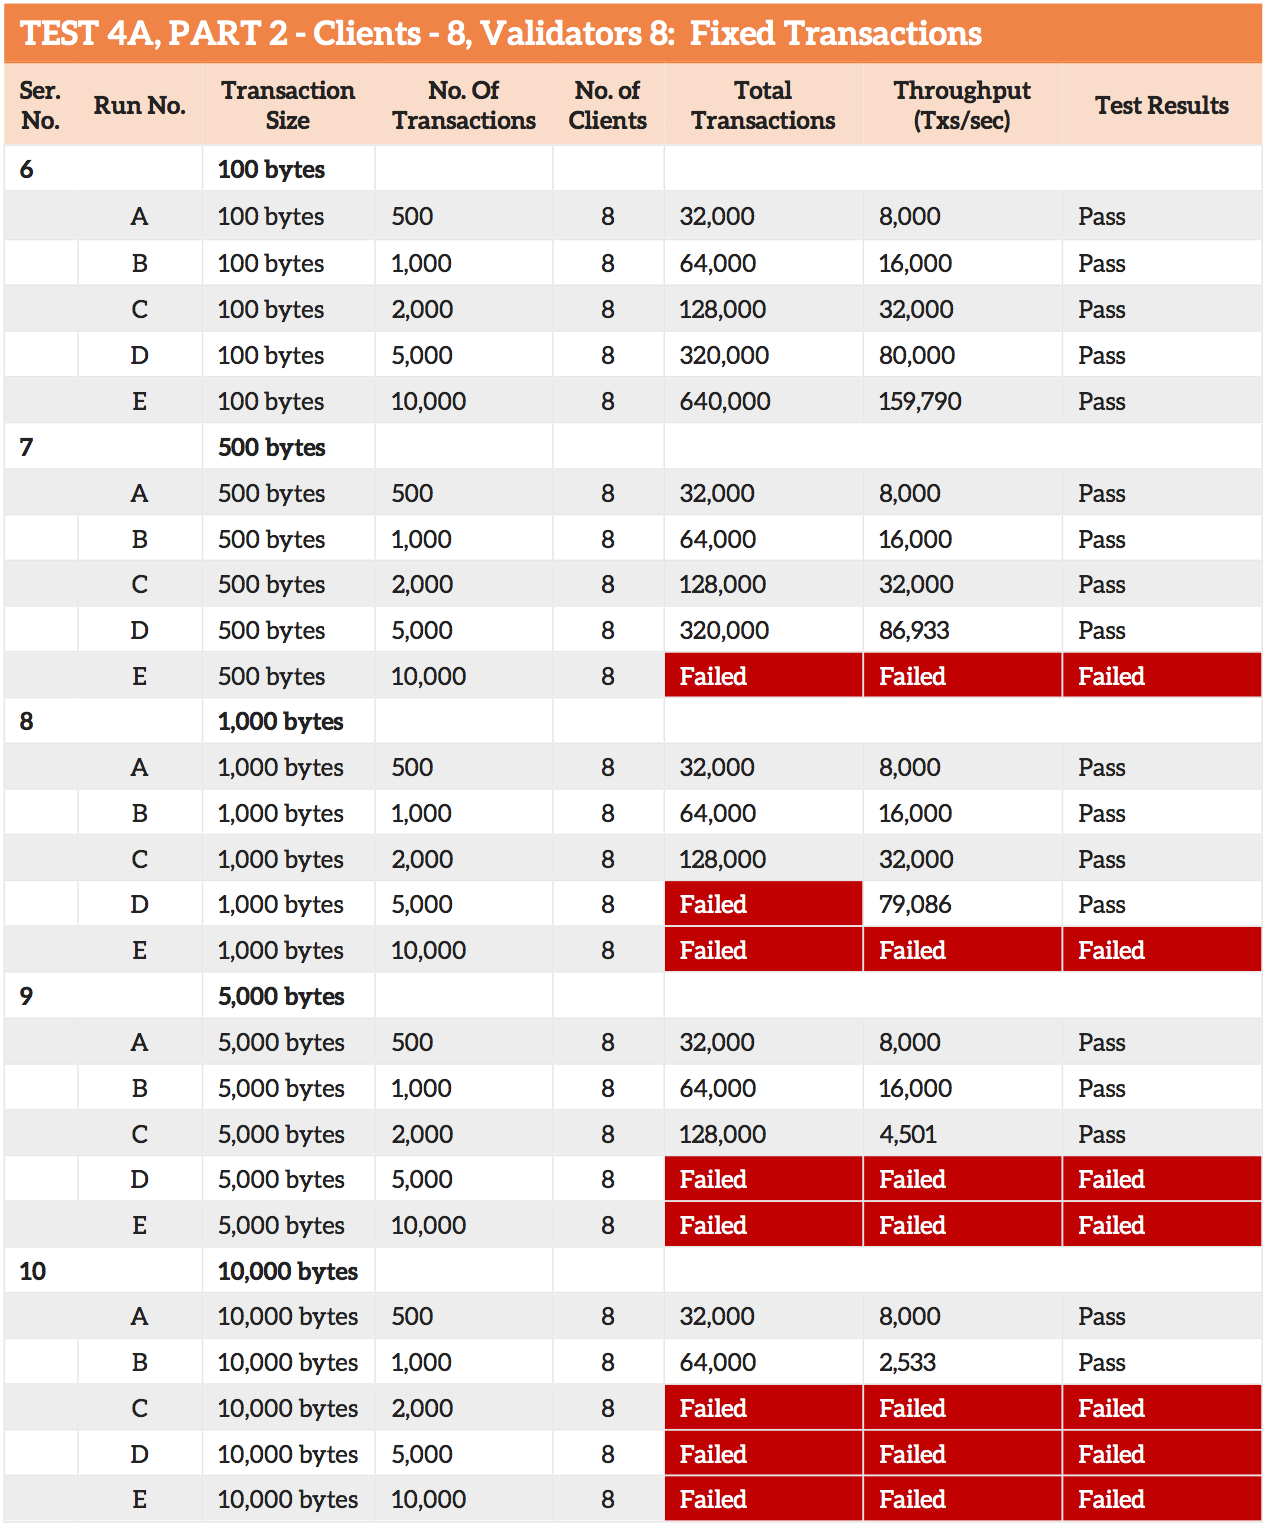 TEST 4A, PART 2 - Clients - 8, Validators 8: Fixed Transactions
Ser. No. Run No. Transaction Size No. Of Transactions No. of Clients Total Transactions Throughput (Txs/sec) Test Results
6 100 bytes
A 100 bytes 500 8 32,000 8,000 Pass
B 100 bytes 1,000 8 64,000 16,000 Pass
C 100 bytes 2,000 8 128,000 32,000 Pass
D 100 bytes 5,000 8 320,000 80,000 Pass
E 100 bytes 10,000 8 640,000 159,790 Pass
7 500 bytes
A 500 bytes 500 8 32,000 8,000 Pass
B 500 bytes 1,000 8 64,000 16,000 Pass
C 500 bytes 2,000 8 128,000 32,000 Pass
D 500 bytes 5,000 8 320,000 86,933 Pass
E 500 bytes 10,000 8 Failed Failed Failed
8 1,000 bytes
A 1,000 bytes 500 8 32,000 8,000 Pass
B 1,000 bytes 1,000 8 64,000 16,000 Pass
C 1,000 bytes 2,000 8 128,000 32,000 Pass
D 1,000 bytes 5,000 8 Failed 79,086 Pass
E 1,000 bytes 10,000 8 Failed Failed Failed
9 5,000 bytes
A 5,000 bytes 500 8 32,000 8,000 Pass
B 5,000 bytes 1,000 8 64,000 16,000 Pass
C 5,000 bytes 2,000 8 128,000 4,501 Pass
D 5,000 bytes 5,000 8 Failed Failed Failed
E 5,000 bytes 10,000 8 Failed Failed Failed
10 10,000 bytes
A 10,000 bytes 500 8 32,000 8,000 Pass
B 10,000 bytes 1,000 8 64,000 2,533 Pass
C 10,000 bytes 2,000 8 Failed Failed Failed
D 10,000 bytes 5,000 8 Failed Failed Failed
E 10,000 bytes 10,000 8 Failed Failed Failed